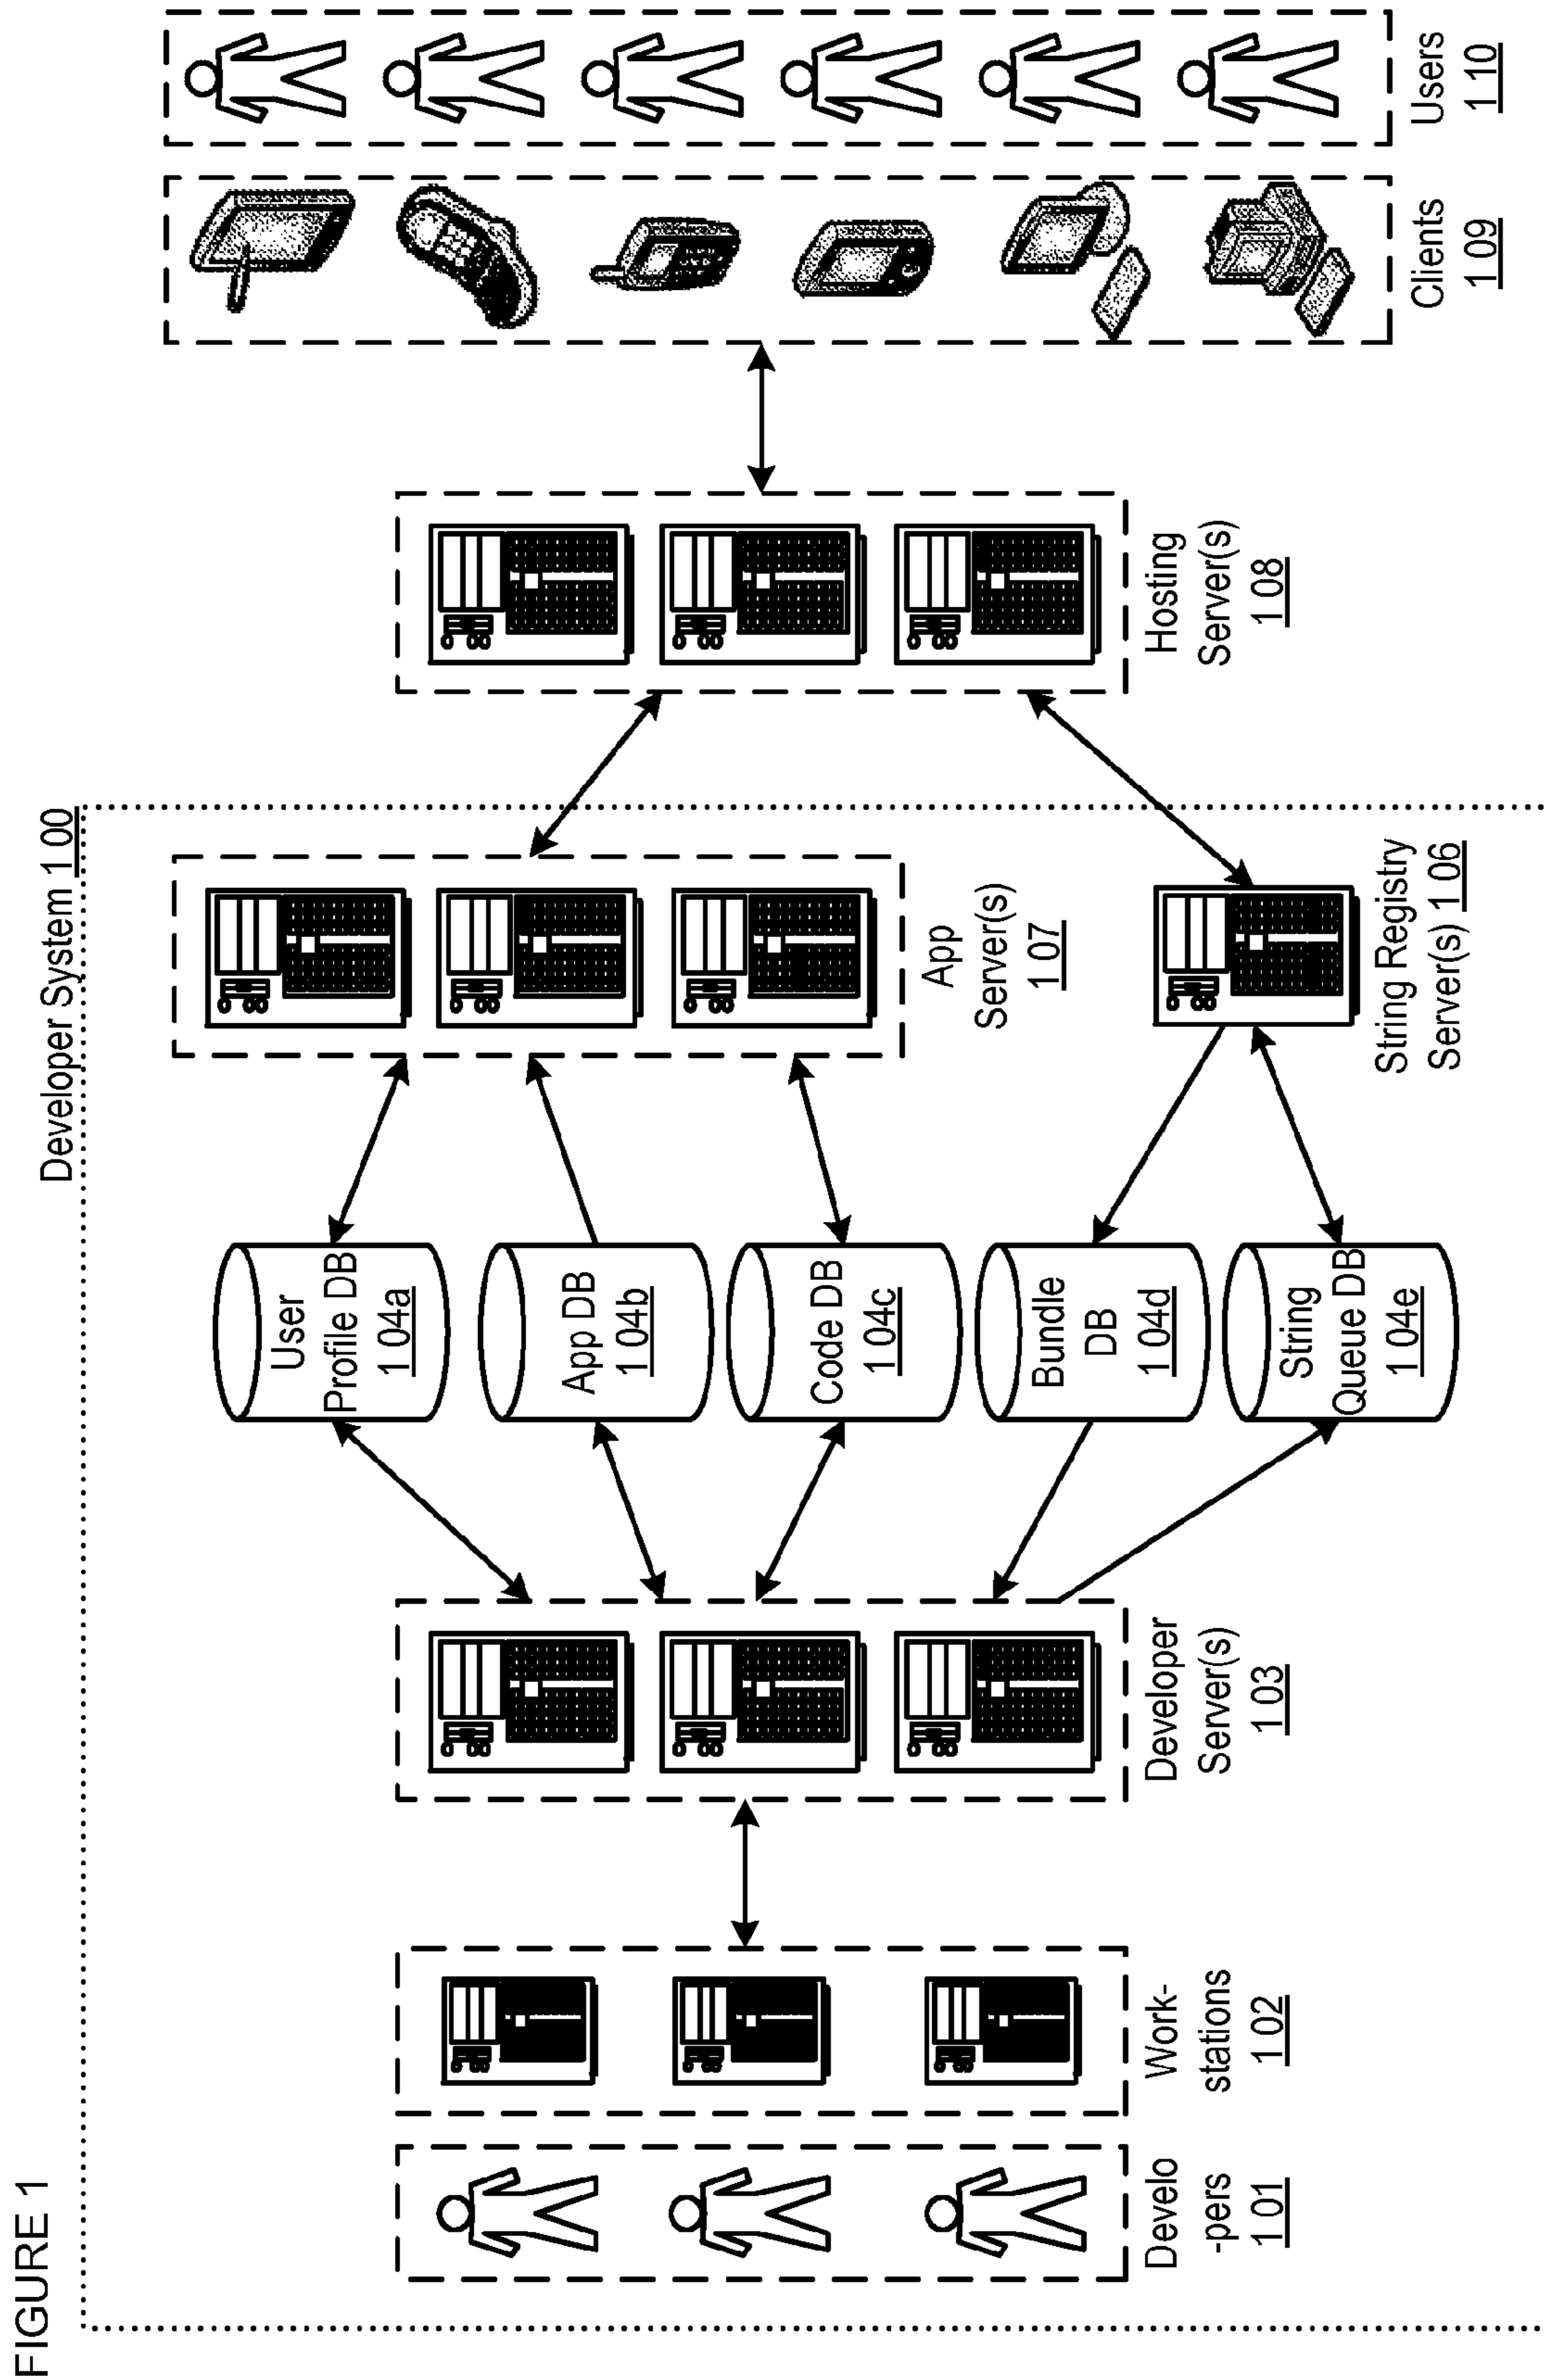 FIGURE 1
Developer System 100
Develo
-pers
101
Work-
stations
102
Developer
Server(s)
103
User
Profile DB
104a
App DB
104b
Code DB
104c
Bundle
DB
104d
String
Queue DB
104e
App
Server(s)
107
String Registry
Server(s) 106
Hosting
Server(s)
108
Clients
109
Users
110